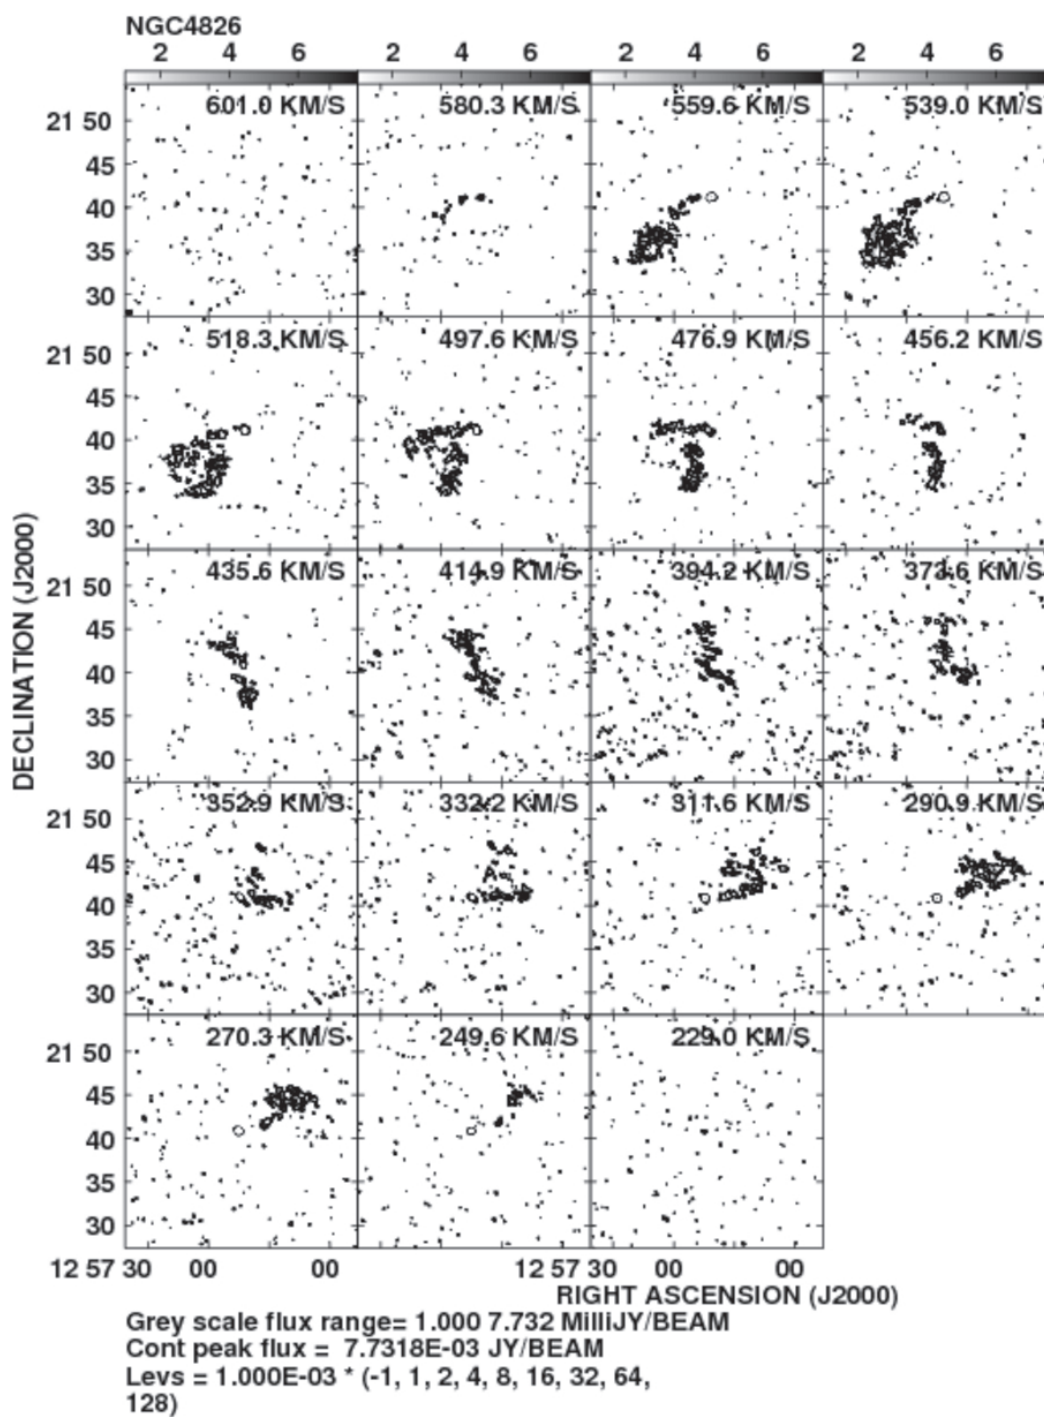 NGC4826
2 4 6 2 4 6 2 4 6 2 4 6
601.0 KM/S 580.3 KM/S 559.6 KM/S 539.0 KM/S
21 50
45
40
35
30
518.3 KM/S 497.6 KM/S 476.9 KM/S 456.2 KM/S
21 50
45
40
35
30
435.6 KM/S 414.9 KM/S 394.2 KM/S 373.6 KM/S
21 50
45
40
35
30
352.9 KM/S 332.2 KM/S 311.6 KM/S 290.9 KM/S
21 50
45
40
35
30
270.3 KM/S 249.6 KM/S 229.0 KM/S
21 50
45
40
35
30
DECLINATION (J2000)
12 57 30 00 00 12 57 30 00 00
RIGHT ASCENSION (J2000)
Grey scale flux range= 1.000 7.732 MilliJY/BEAM
Cont peak flux = 7.7318E-03 JY/BEAM
Levs = 1.000E-03 * (-1, 1, 2, 4, 8, 16, 32, 64,
128)